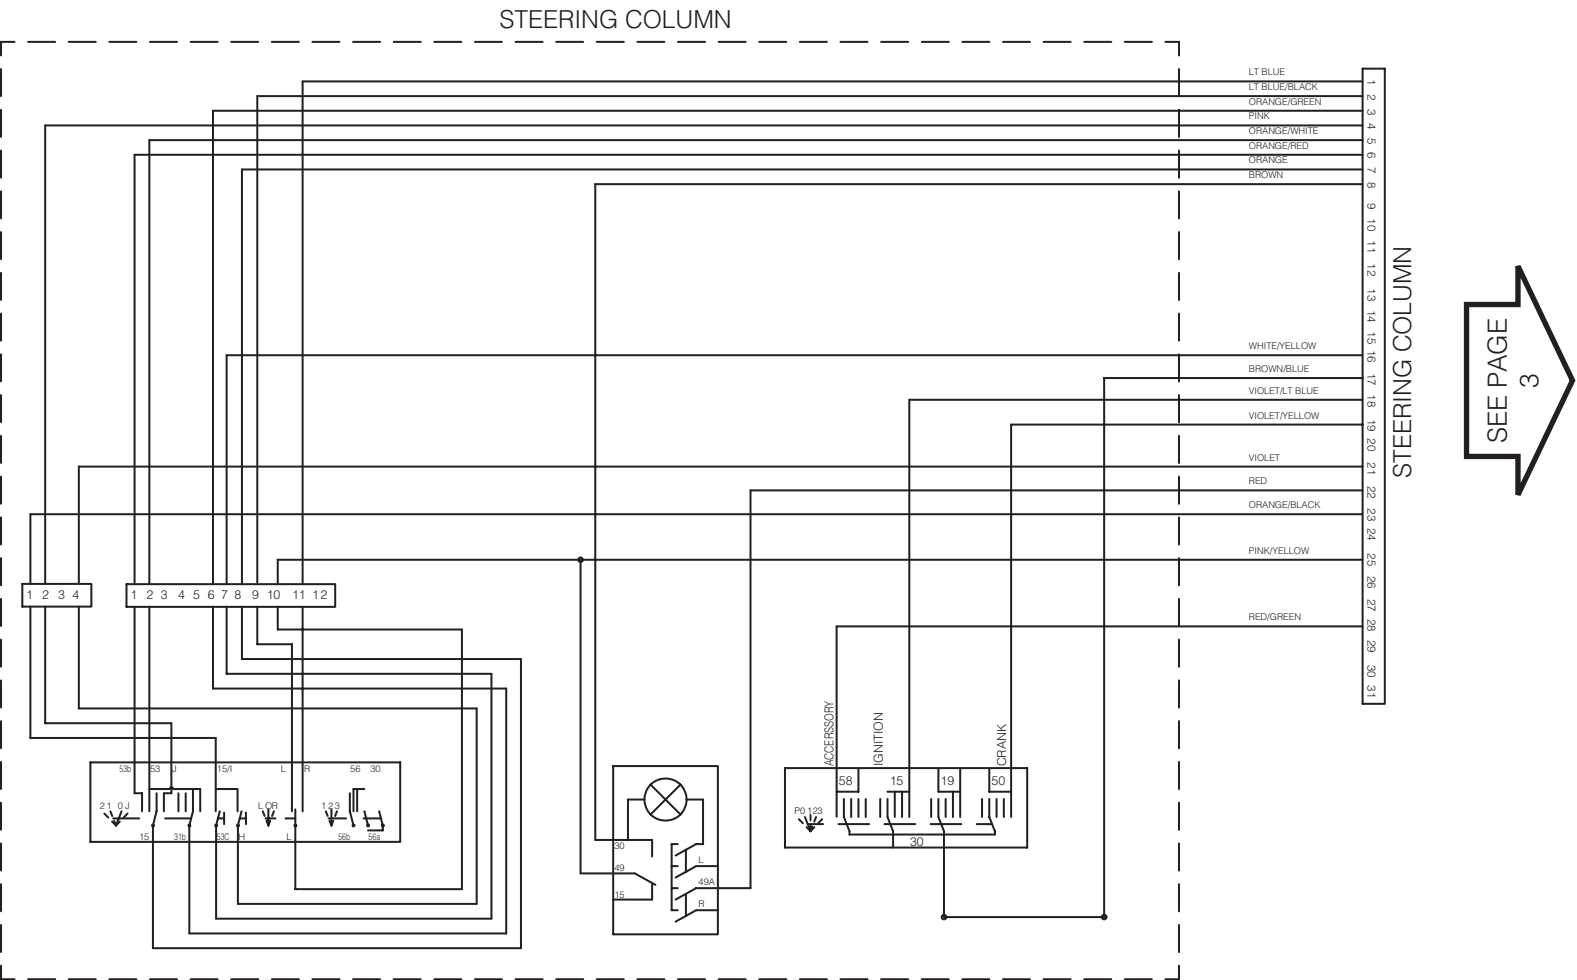 STEERING COLUMN
LT BLUE
LT BLUE/BLACK
ORANGE/GREEN
PINK
ORANGE/WHITE
ORANGE/RED
ORANGE
BROWN
WHITE/YELLOW
BROWN/BLUE
VIOLET/LT BLUE
VIOLET/YELLOW
VIOLET
RED
ORANGE/BLACK
PINK/YELLOW
RED/GREEN
1
2
3
4
5
6
7
8
9
10
11
12
13
14
15
16
17
18
19
20
21
22
23
24
25
26
27
28
29
30
31
STEERING COLUMN
SEE PAGE
3
1 2 3 4
1 2 3 4 5 6 7 8 9 10 11 12
53b 53 J 15/I L R 56 30
2 1 0 J L OR 1 2 3
15 31b 53C H L 56b 56a
30
49
15
L
49A
R
ACCERSSORY
IGNITION
CRANK
58 15 19 50
P0 123
30